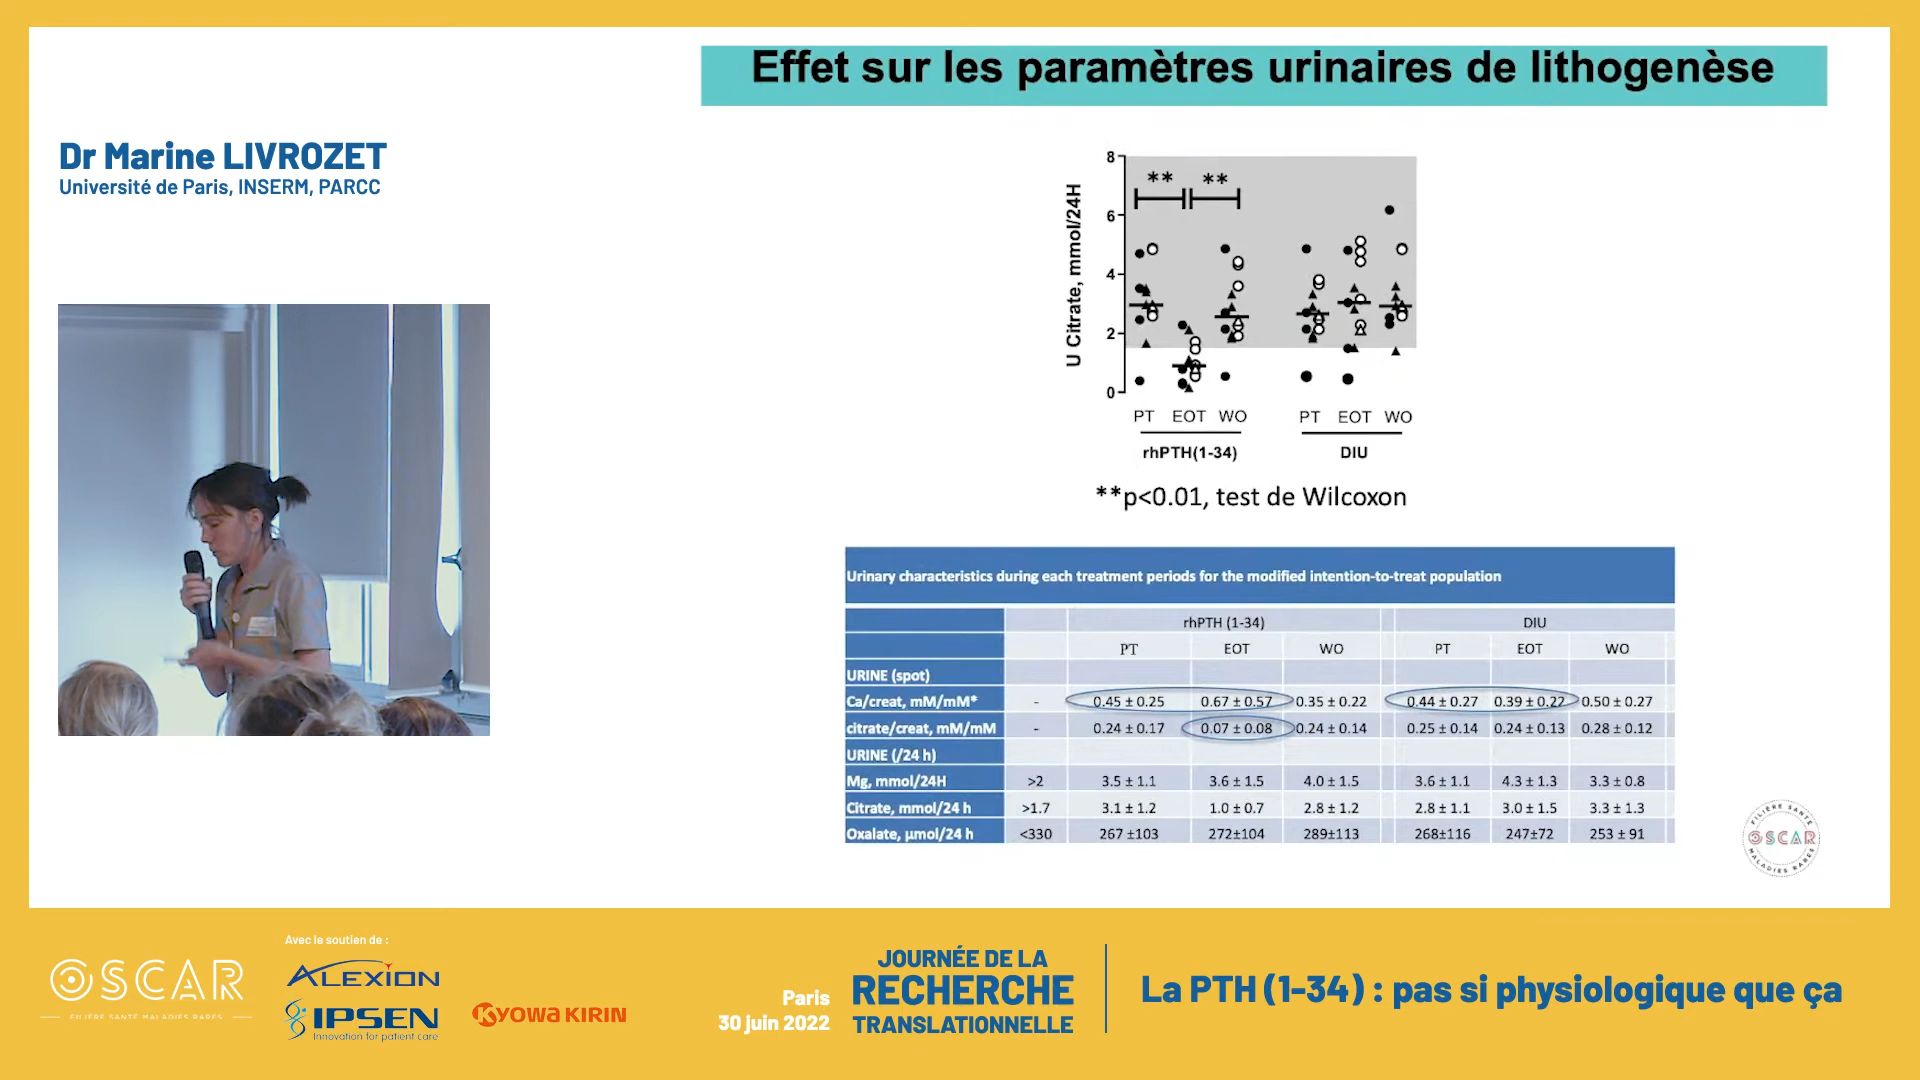 Effet sur les paramètres urinaires de lithogenèse
Dr Marine LIVROZET
Université de Paris, INSERM, PARCC
U Citrate, mmol/24H
8
6
4
2
0
** **
PT EOT WO PT EOT WO
rhPTH(1-34) DIU
**p<0.01, test de Wilcoxon
Urinary characteristics during each treatment periods for the modified intention-to-treat population
rhPTH (1-34) DIU
PT EOT WO PT EOT WO
URINE (spot)
Ca/creat, mM/mM* - 0.45 ± 0.25 0.67 ± 0.57 0.35 ± 0.22 0.44 ± 0.27 0.39 ± 0.22 0.50 ± 0.27
citrate/creat, mM/mM - 0.24 ± 0.17 0.07 ± 0.08 0.24 ± 0.14 0.25 ± 0.14 0.24 ± 0.13 0.28 ± 0.12
URINE (/24 h)
Mg, mmol/24H >2 3.5 ± 1.1 3.6 ± 1.5 4.0 ± 1.5 3.6 ± 1.1 4.3 ± 1.3 3.3 ± 0.8
Citrate, mmol/24 h >1.7 3.1 ± 1.2 1.0 ± 0.7 2.8 ± 1.2 2.8 ± 1.1 3.0 ± 1.5 3.3 ± 1.3
Oxalate, µmol/24 h <330 267 ±103 272±104 289±113 268±116 247±72 253 ± 91
FILIÈRE SANTÉ
OSCAR
MALADIES RARES
OSCAR
FILIÈRE SANTÉ MALADIES RARES
Avec le soutien de :
ALEXION
IPSEN
Innovation for patient care
KYOWA KIRIN
Paris
30 juin 2022
JOURNÉE DE LA
RECHERCHE
TRANSLATIONNELLE
La PTH (1-34) : pas si physiologique que ça